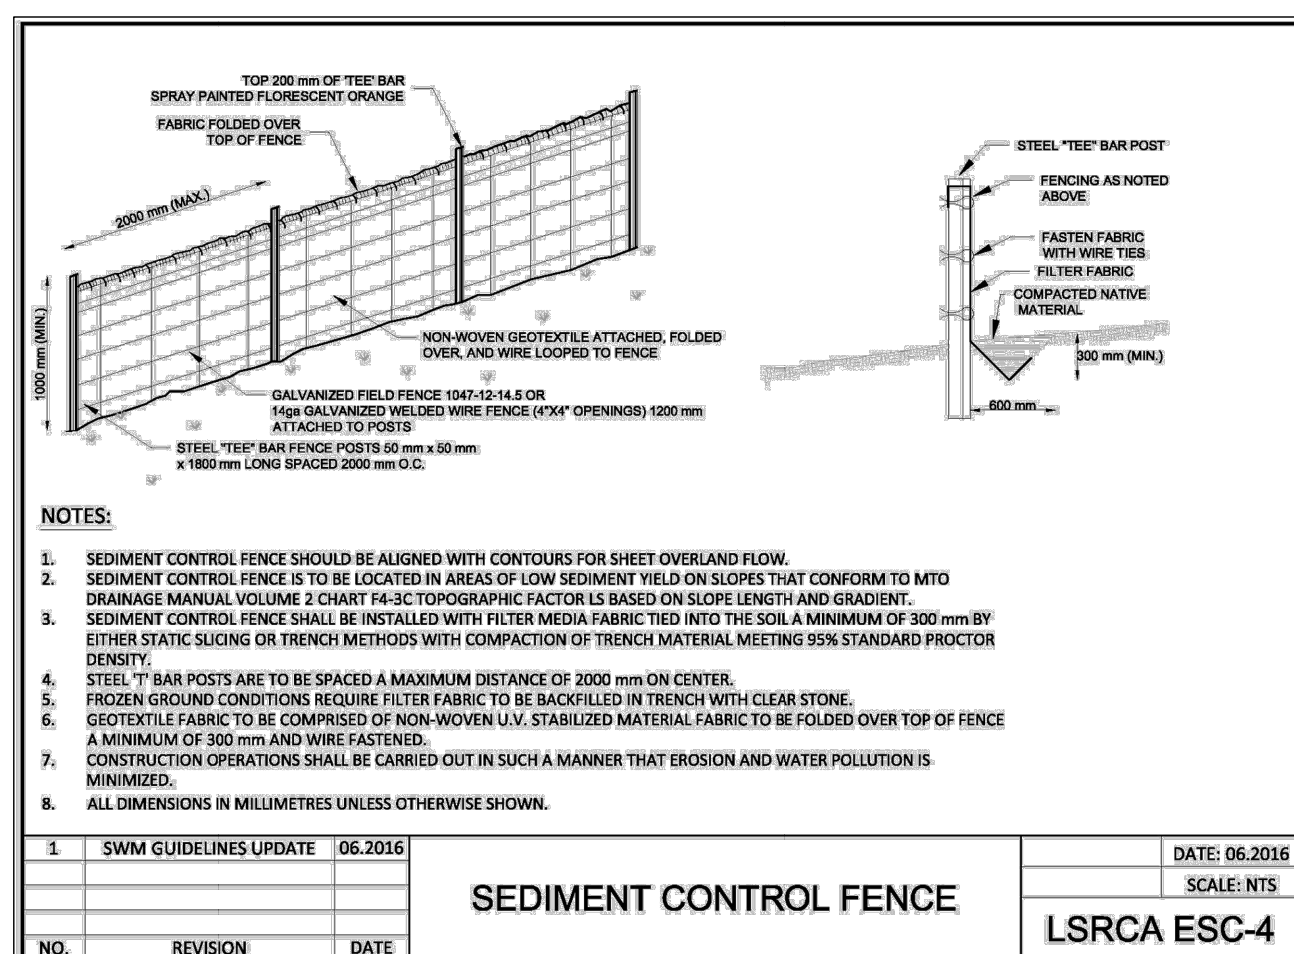 TOP 200 mm OF 'TEE' BAR
SPRAY PAINTED FLORESCENT ORANGE
FABRIC FOLDED OVER
TOP OF FENCE
2000 mm (MAX.)
1000 mm (MIN.)
NON-WOVEN GEOTEXTILE ATTACHED, FOLDED
OVER, AND WIRE LOOPED TO FENCE
GALVANIZED FIELD FENCE 1047-12-14.5 OR
14ga GALVANIZED WELDED WIRE FENCE (4"X4" OPENINGS) 1200 mm
ATTACHED TO POSTS
STEEL "TEE" BAR FENCE POSTS 50 mm x 50 mm
x 1800 mm LONG SPACED 2000 mm O.C.
STEEL "TEE" BAR POST
FENCING AS NOTED
ABOVE
FASTEN FABRIC
WITH WIRE TIES
FILTER FABRIC
COMPACTED NATIVE
MATERIAL
300 mm (MIN.)
600 mm
NOTES:
1. SEDIMENT CONTROL FENCE SHOULD BE ALIGNED WITH CONTOURS FOR SHEET OVERLAND FLOW.
2. SEDIMENT CONTROL FENCE IS TO BE LOCATED IN AREAS OF LOW SEDIMENT YIELD ON SLOPES THAT CONFORM TO MTO
DRAINAGE MANUAL VOLUME 2 CHART F4-3C TOPOGRAPHIC FACTOR LS BASED ON SLOPE LENGTH AND GRADIENT.
3. SEDIMENT CONTROL FENCE SHALL BE INSTALLED WITH FILTER MEDIA FABRIC TIED INTO THE SOIL A MINIMUM OF 300 mm BY
EITHER STATIC SLICING OR TRENCH METHODS WITH COMPACTION OF TRENCH MATERIAL MEETING 95% STANDARD PROCTOR
DENSITY.
4. STEEL 'T' BAR POSTS ARE TO BE SPACED A MAXIMUM DISTANCE OF 2000 mm ON CENTER.
5. FROZEN GROUND CONDITIONS REQUIRE FILTER FABRIC TO BE BACKFILLED IN TRENCH WITH CLEAR STONE.
6. GEOTEXTILE FABRIC TO BE COMPRISED OF NON-WOVEN U.V. STABILIZED MATERIAL FABRIC TO BE FOLDED OVER TOP OF FENCE
A MINIMUM OF 300 mm AND WIRE FASTENED.
7. CONSTRUCTION OPERATIONS SHALL BE CARRIED OUT IN SUCH A MANNER THAT EROSION AND WATER POLLUTION IS
MINIMIZED.
8. ALL DIMENSIONS IN MILLIMETRES UNLESS OTHERWISE SHOWN.
1 SWM GUIDELINES UPDATE 06.2016
NO. REVISION DATE
SEDIMENT CONTROL FENCE
DATE: 06.2016
SCALE: NTS
LSRCA ESC-4